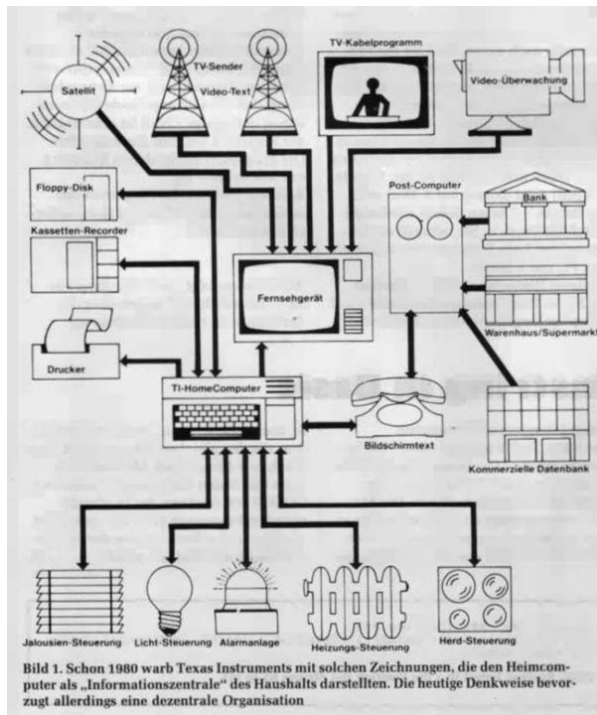 TV-Kabelprogramm
TV-Sender
Satellit
Video-Text
Video-Überwachung
Floppy-Disk
Post-Computer
Bank
Kassetten-Recorder
Fernsehgerät
Warenhaus/Supermarkt
Drucker
TI-HomeComputer
Bildschirmtext
Kommerzielle Datenbank
Jalousien-Steuerung
Licht-Steuerung
Alarmanlage
Heizungs-Steuerung
Herd-Steuerung
Bild 1. Schon 1980 warb Texas Instruments mit solchen Zeichnungen, die den Heimcom-
puter als „Informationszentrale“ des Haushalts darstellten. Die heutige Denkweise bevor-
zugt allerdings eine dezentrale Organisation